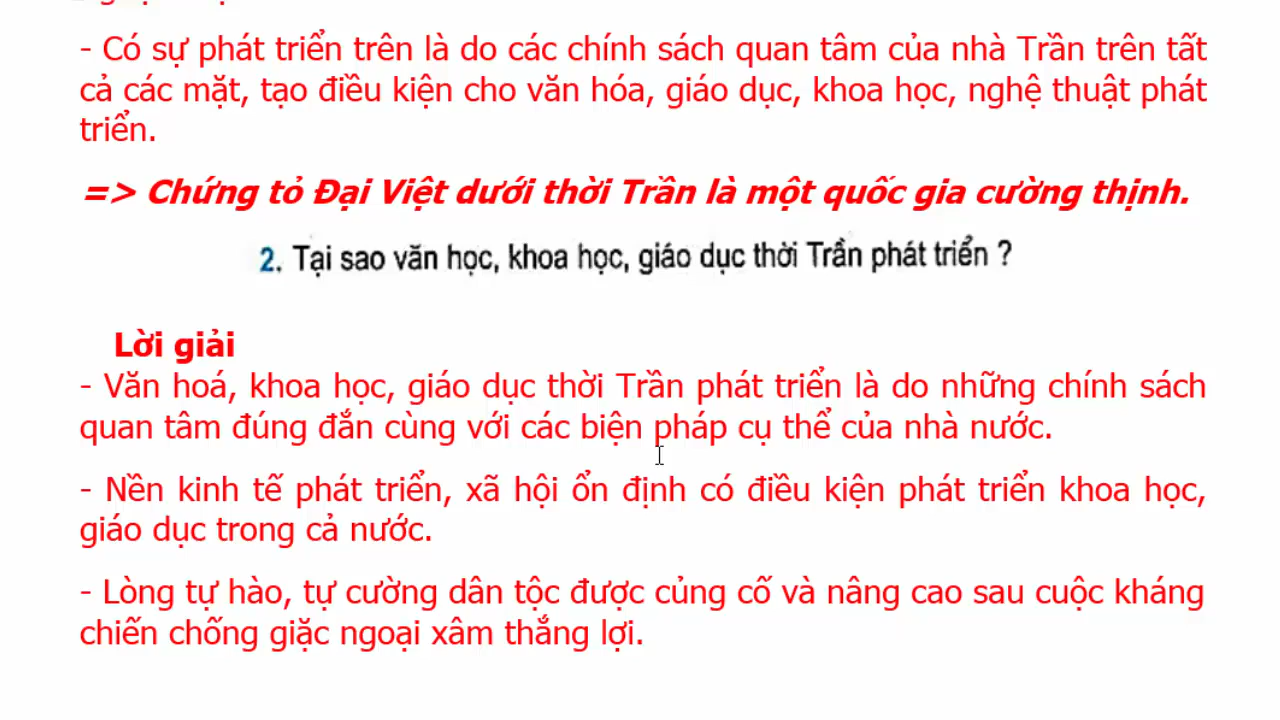 - Có sự phát triển trên là do các chính sách quan tâm của nhà Trần trên tất
cả các mặt, tạo điều kiện cho văn hóa, giáo dục, khoa học, nghệ thuật phát
triển.
=> Chứng tỏ Đại Việt dưới thời Trần là một quốc gia cường thịnh.
2. Tại sao văn học, khoa học, giáo dục thời Trần phát triển ?
Lời giải
- Văn hoá, khoa học, giáo dục thời Trần phát triển là do những chính sách
quan tâm đúng đắn cùng với các biện pháp cụ thể của nhà nước.
- Nền kinh tế phát triển, xã hội ổn định có điều kiện phát triển khoa học,
giáo dục trong cả nước.
- Lòng tự hào, tự cường dân tộc được củng cố và nâng cao sau cuộc kháng
chiến chống giặc ngoại xâm thắng lợi.